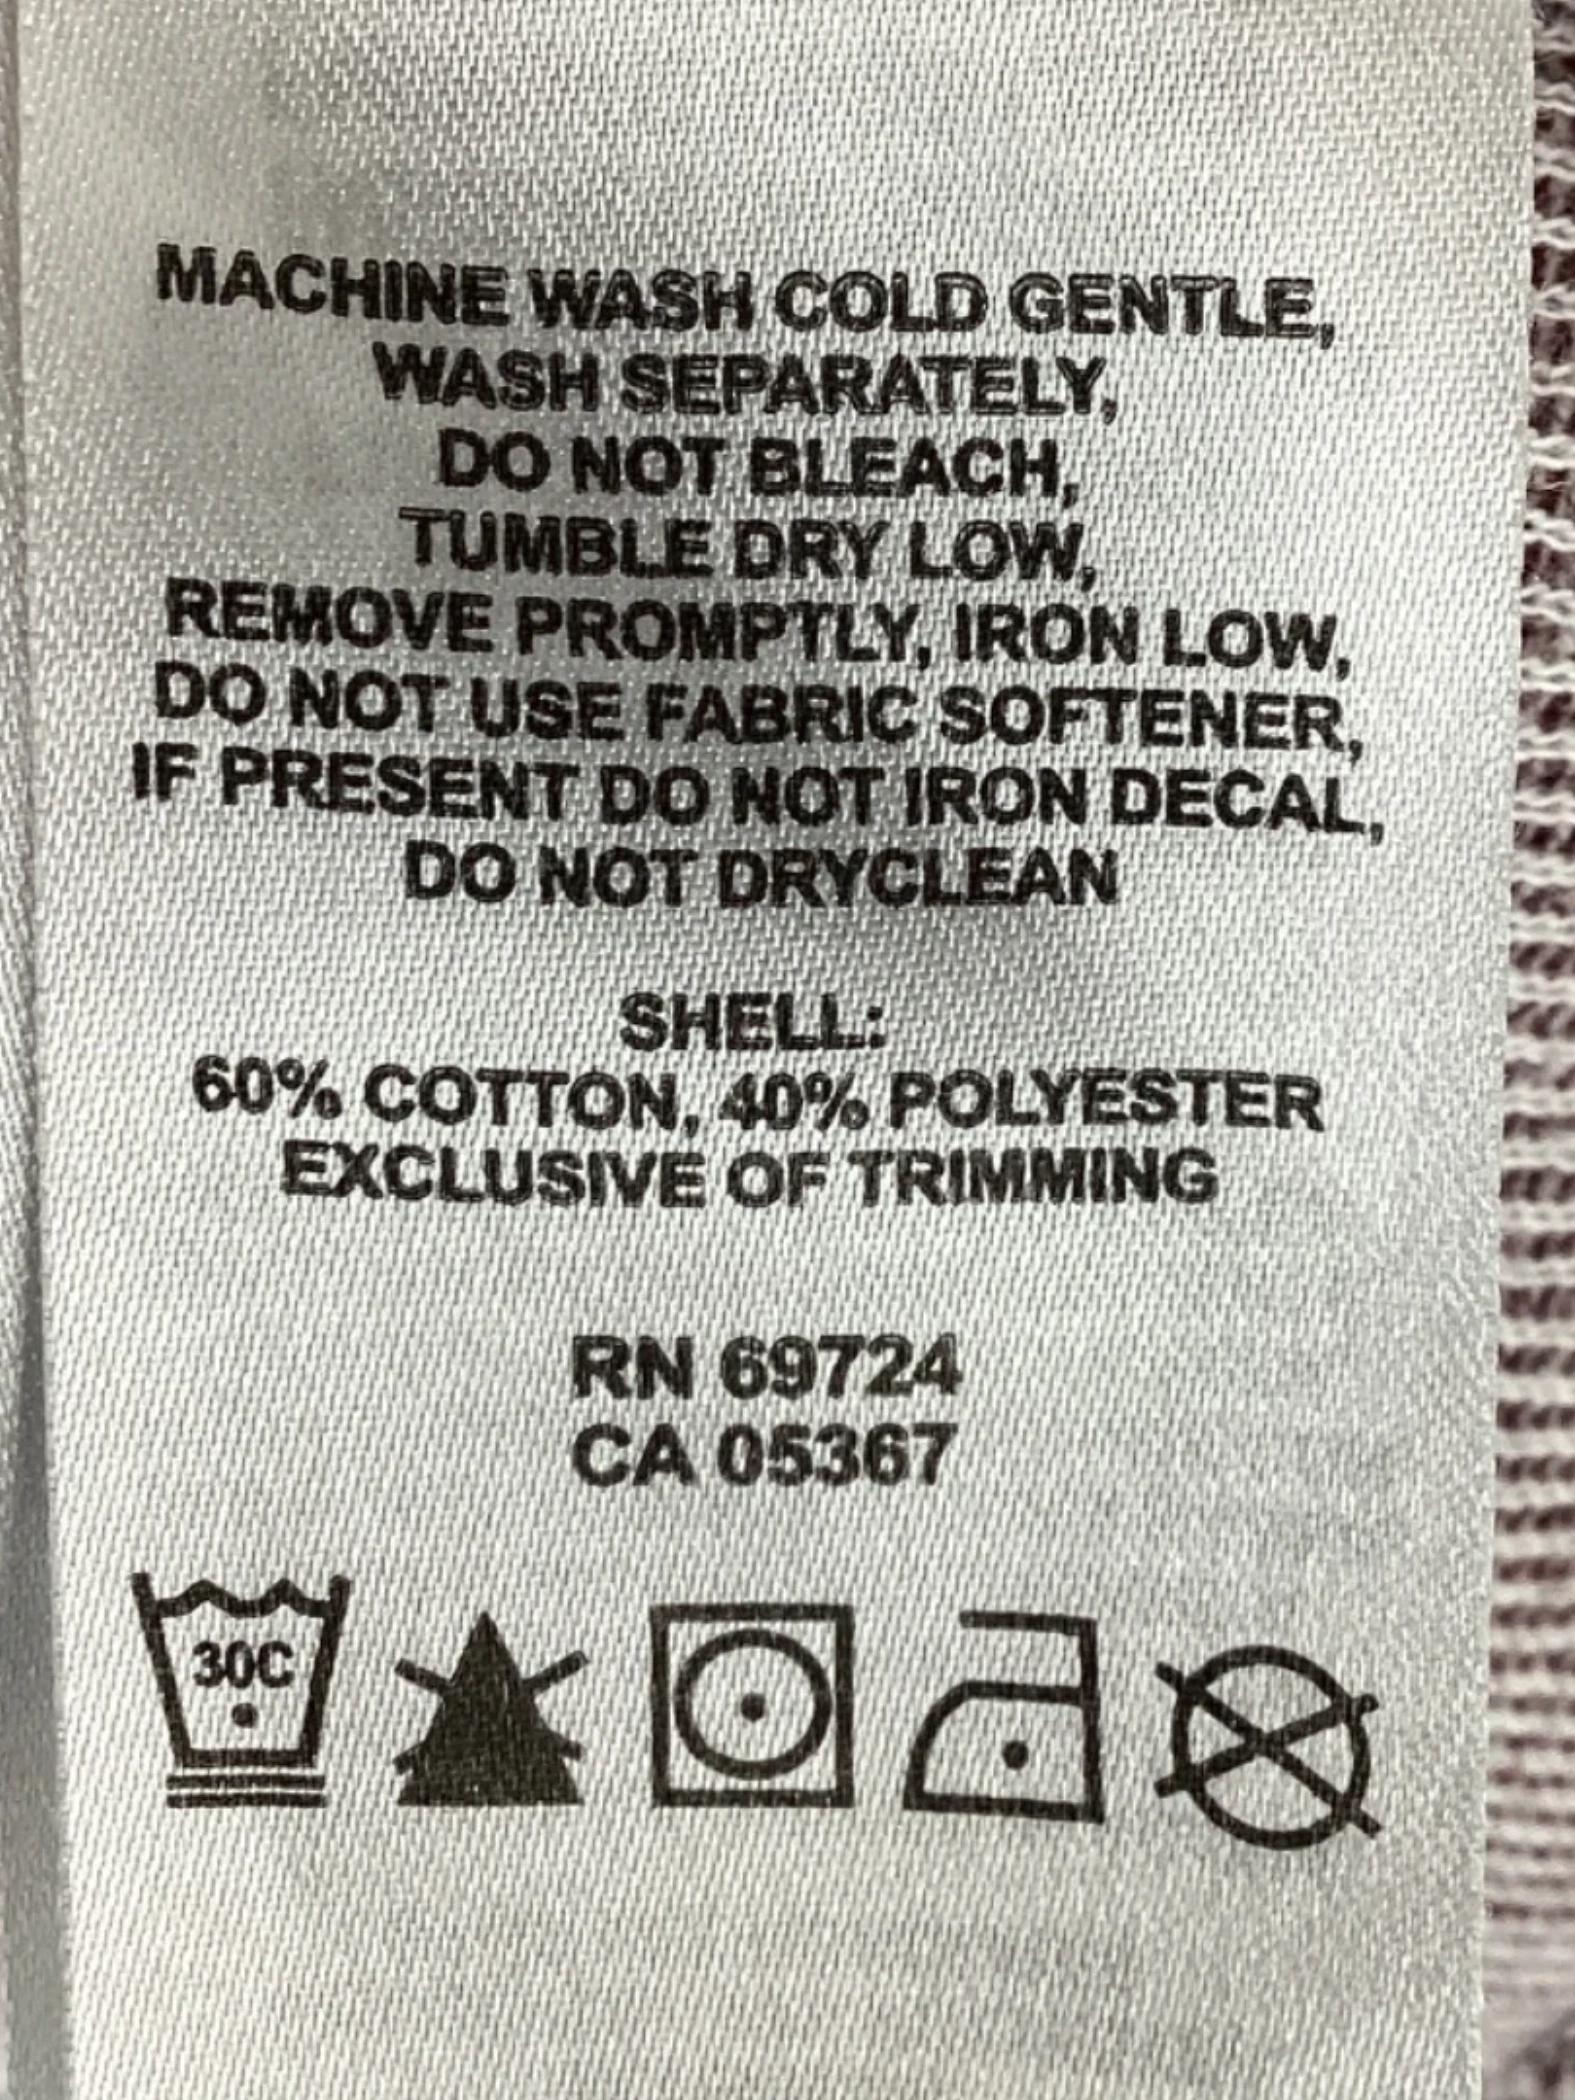 MACHINE WASH COLD GENTLE,
WASH SEPARATELY,
DO NOT BLEACH,
TUMBLE DRY LOW,
REMOVE PROMPTLY, IRON LOW,
DO NOT USE FABRIC SOFTENER,
IF PRESENT DO NOT IRON DECAL,
DO NOT DRYCLEAN
SHELL:
60% COTTON, 40% POLYESTER
EXCLUSIVE OF TRIMMING
RN 69724
CA 05367
30C